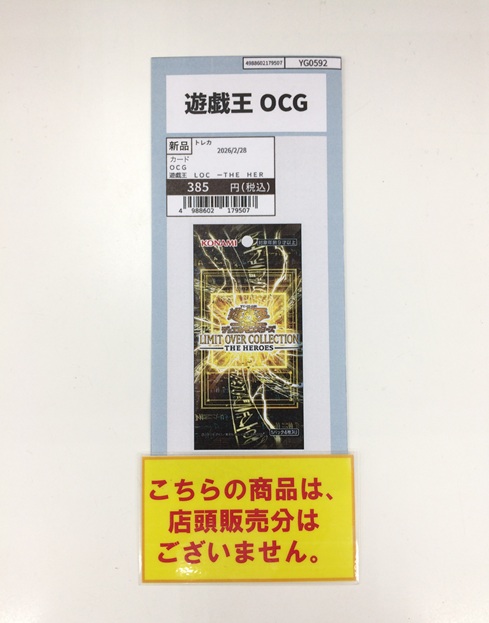 4988602179507 YG0592
遊戯王 OCG
新品 トレカ
2026/2/28
カード
OCG
遊戯王 LOC －THE HER
385 円(税込)
4 988602 179507
KONAMI
LIMIT OVER COLLECTION
THE HEROES
こちらの商品は、
店頭販売分は
ございません。